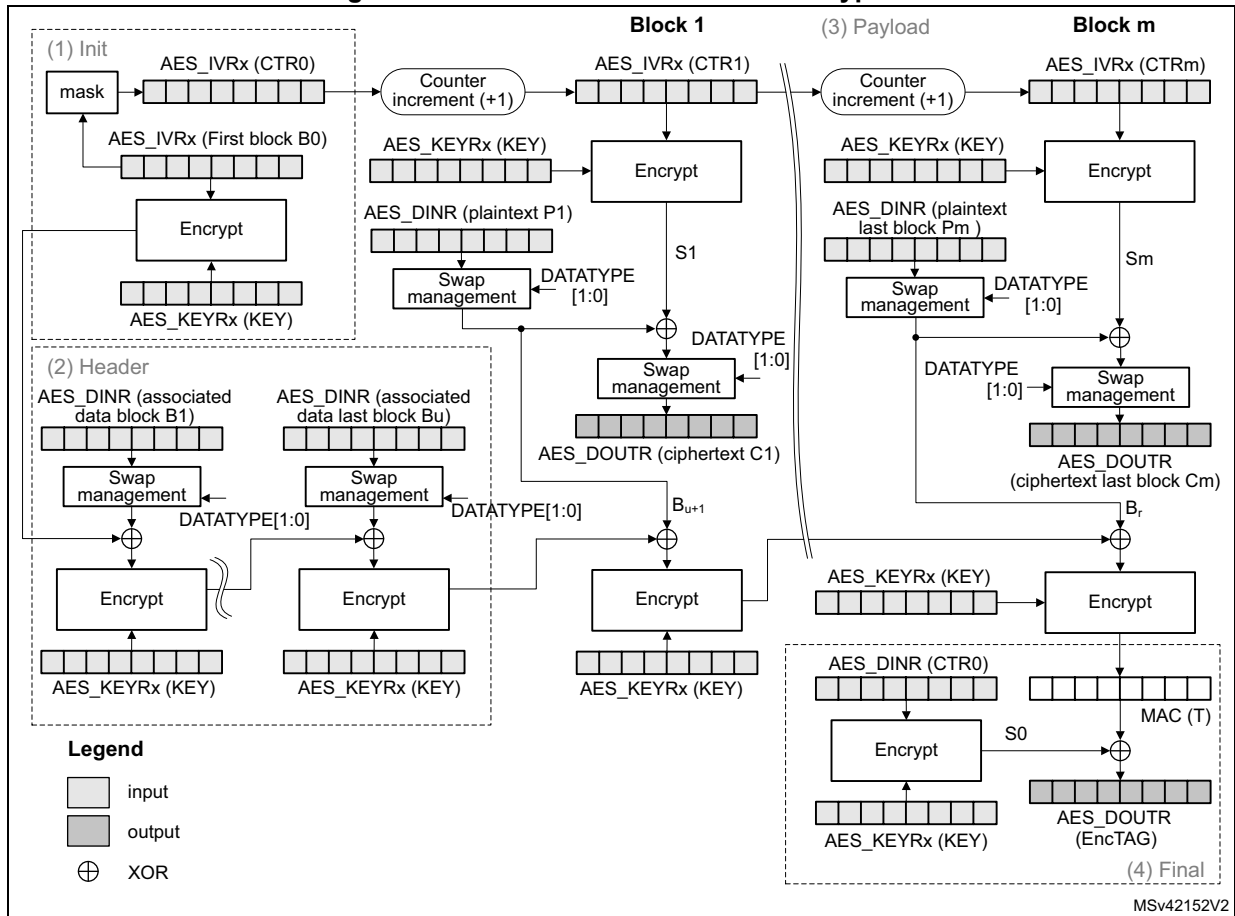 Block 1
(3) Payload
Block m
(1) Init
AES_IVRx (CTR0)
mask
Counter
increment (+1)
AES_IVRx (CTR1)
Counter
increment (+1)
AES_IVRx (CTRm)
AES_IVRx (First block B0)
Encrypt
AES_KEYRx (KEY)
AES_KEYRx (KEY)
Encrypt
AES_DINR (plaintext P1)
Swap
management
DATATYPE
[1:0]
S1
DATATYPE
[1:0]
Swap
management
AES_DOUTR (ciphertext C1)
AES_KEYRx (KEY)
Encrypt
AES_DINR (plaintext
last block Pm )
Swap
management
DATATYPE
[1:0]
Sm
DATATYPE
[1:0]
Swap
management
AES_DOUTR
(ciphertext last block Cm)
(2) Header
AES_DINR (associated
data block B1)
AES_DINR (associated
data last block Bu)
Swap
management
DATATYPE[1:0]
Swap
management
DATATYPE[1:0]
Bu+1
Br
Encrypt
AES_KEYRx (KEY)
Encrypt
AES_KEYRx (KEY)
Encrypt
AES_KEYRx (KEY)
AES_KEYRx (KEY)
Encrypt
AES_DINR (CTR0)
MAC (T)
Encrypt
S0
AES_KEYRx (KEY)
AES_DOUTR
(EncTAG)
(4) Final
Legend
input
output
XOR
MSv42152V2